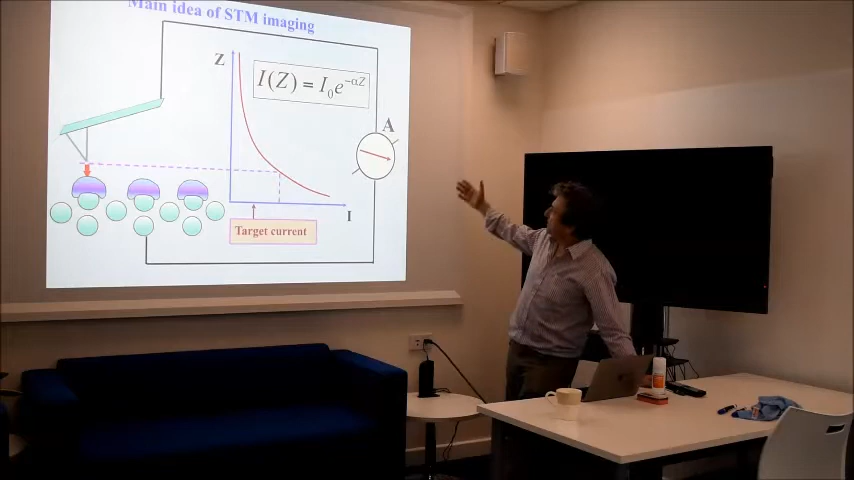 Main idea of STM imaging
Z
I(Z) = I₀e^{-αZ}
A
I
Target current